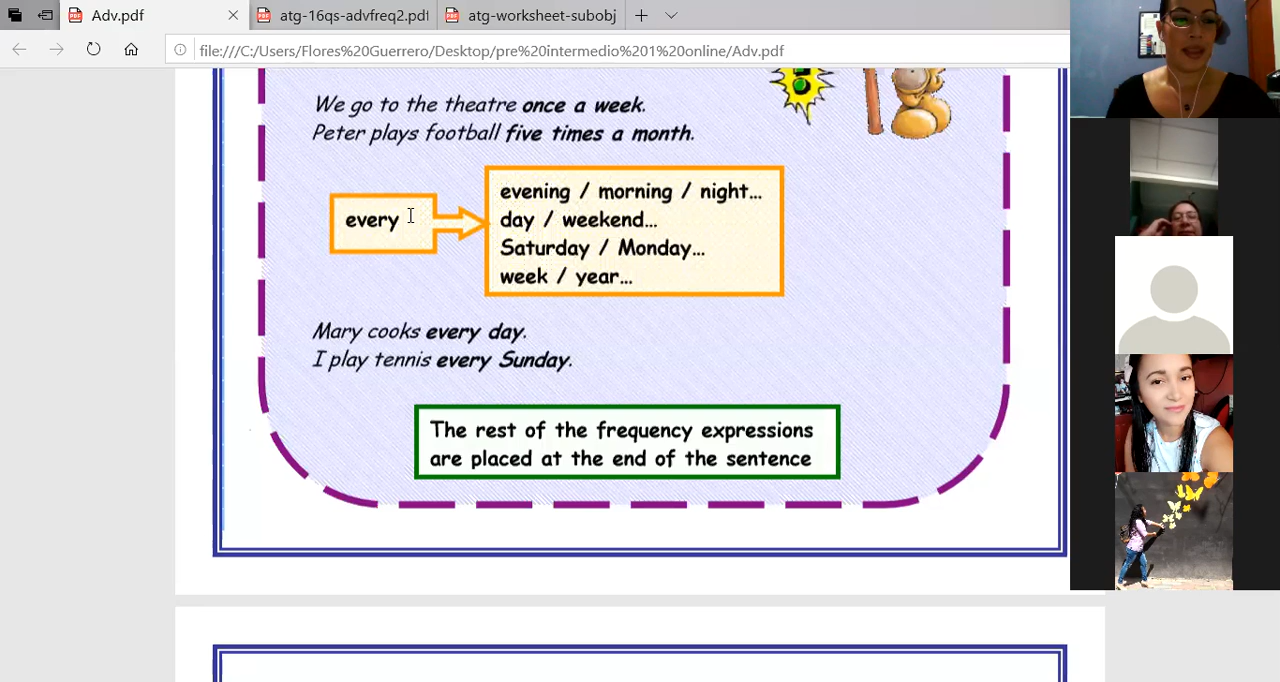 Adv.pdf
atg-16qs-advfreq2.pdf
atg-worksheet-subobj
file:///C:/Users/Flores%20Guerrero/Desktop/pre%20intermedio%201%20online/Adv.pdf
We go to the theatre once a week.
Peter plays football five times a month.
every
evening / morning / night...
day / weekend...
Saturday / Monday...
week / year...
Mary cooks every day.
I play tennis every Sunday.
The rest of the frequency expressions
are placed at the end of the sentence